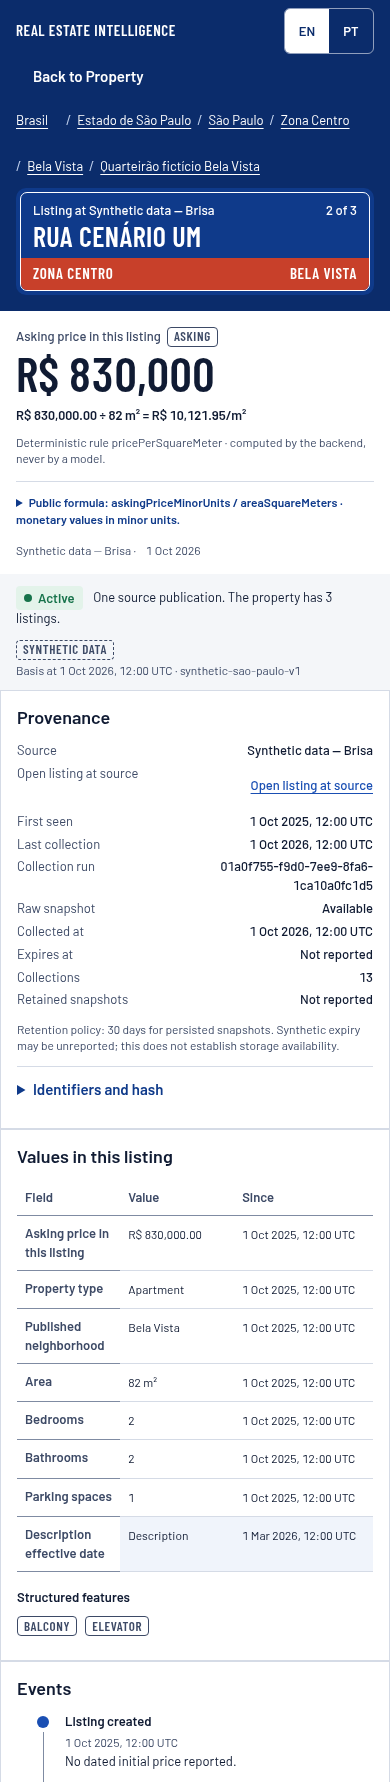 REAL ESTATE INTELLIGENCE
EN PT
Back to Property
Brasil / Estado de São Paulo / São Paulo / Zona Centro
/ Bela Vista / Quarteirão fictício Bela Vista
Listing at Synthetic data — Brisa 2 of 3
RUA CENÁRIO UM
ZONA CENTRO BELA VISTA
Asking price in this listing ASKING
R$ 830,000
R$ 830,000.00 ÷ 82 m² = R$ 10,121.95/m²
Deterministic rule pricePerSquareMeter · computed by the backend,
never by a model.
Public formula: askingPriceMinorUnits / areaSquareMeters ·
monetary values in minor units.
Synthetic data — Brisa · 1 Oct 2026
Active One source publication. The property has 3
listings.
SYNTHETIC DATA
Basis at 1 Oct 2026, 12:00 UTC · synthetic-sao-paulo-v1
Provenance
Source Synthetic data — Brisa
Open listing at source
Open listing at source
First seen 1 Oct 2025, 12:00 UTC
Last collection 1 Oct 2026, 12:00 UTC
Collection run 01a0f755-f9d0-7ee9-8fa6-
1ca10a0fc1d5
Raw snapshot Available
Collected at 1 Oct 2026, 12:00 UTC
Expires at Not reported
Collections 13
Retained snapshots Not reported
Retention policy: 30 days for persisted snapshots. Synthetic expiry
may be unreported; this does not establish storage availability.
Identifiers and hash
Values in this listing
Field Value Since
Asking price in
this listing R$ 830,000.00 1 Oct 2025, 12:00 UTC
Property type Apartment 1 Oct 2025, 12:00 UTC
Published
neighborhood Bela Vista 1 Oct 2025, 12:00 UTC
Area 82 m² 1 Oct 2025, 12:00 UTC
Bedrooms 2 1 Oct 2025, 12:00 UTC
Bathrooms 2 1 Oct 2025, 12:00 UTC
Parking spaces 1 1 Oct 2025, 12:00 UTC
Description
effective date Description 1 Mar 2026, 12:00 UTC
Structured features
BALCONY ELEVATOR
Events
Listing created
1 Oct 2025, 12:00 UTC
No dated initial price reported.